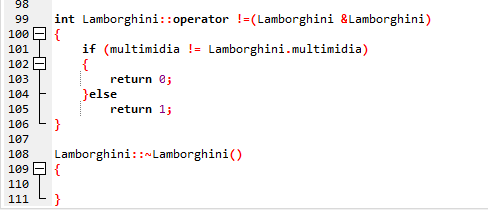 98
99 int Lamborghini::operator !=(Lamborghini &Lamborghini)
100 {
101 if (multimidia != Lamborghini.multimidia)
102 {
103 return 0;
104 }else
105 return 1;
106 }
107
108 Lamborghini::~Lamborghini()
109 {
110
111 }